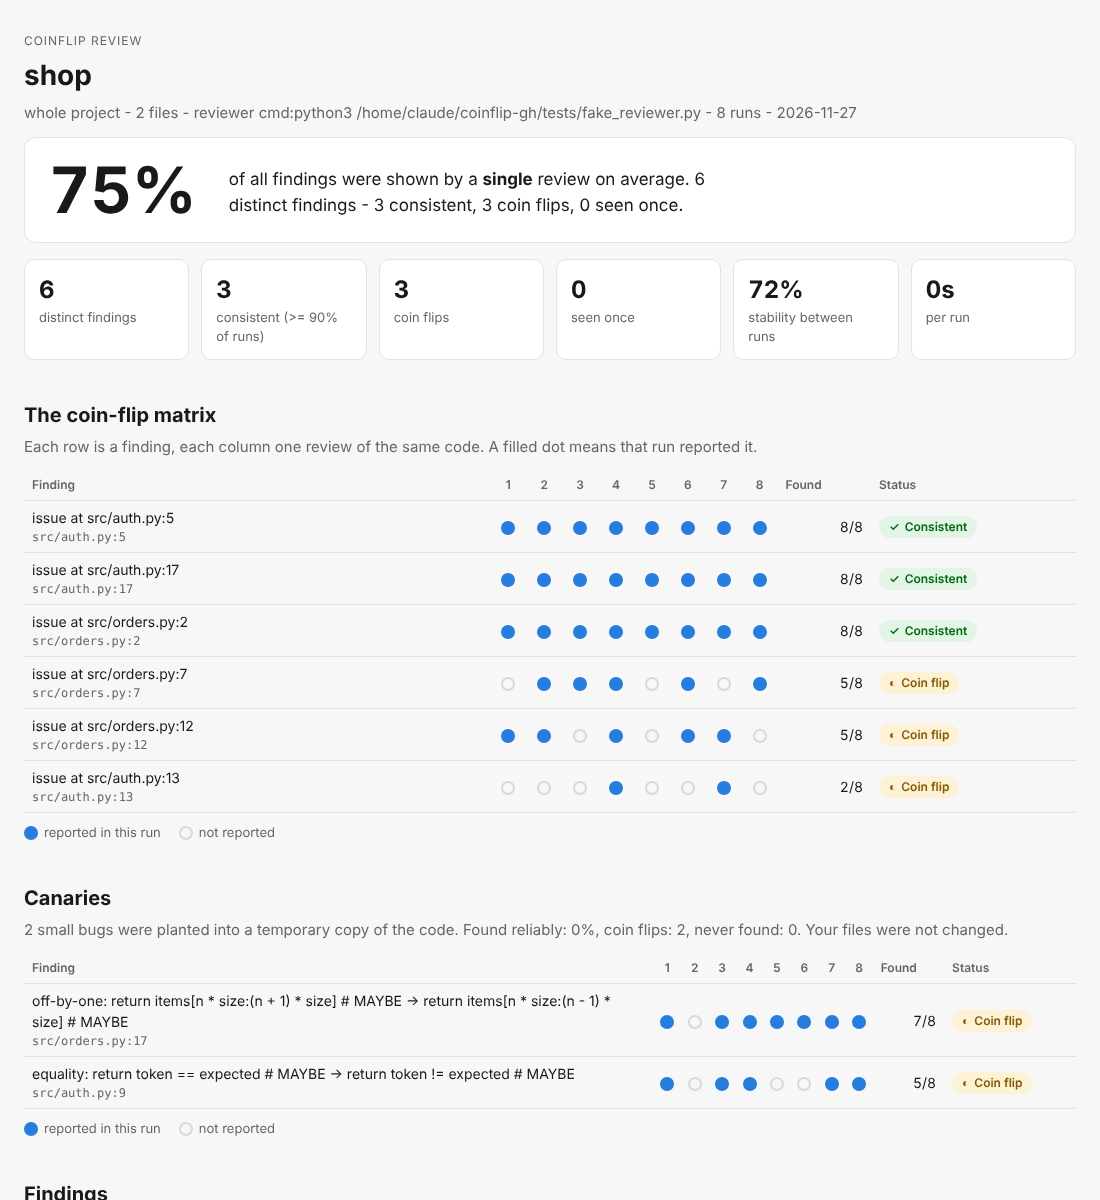 COINFLIP REVIEW
shop
whole project - 2 files - reviewer cmd:python3 /home/claude/coinflip-gh/tests/fake_reviewer.py - 8 runs - 2026-11-27
75%
of all findings were shown by a single review on average. 6
distinct findings - 3 consistent, 3 coin flips, 0 seen once.
6
distinct findings
3
consistent (>= 90%
of runs)
3
coin flips
0
seen once
72%
stability between
runs
0s
per run
The coin-flip matrix
Each row is a finding, each column one review of the same code. A filled dot means that run reported it.
Finding 1 2 3 4 5 6 7 8 Found Status
issue at src/auth.py:5
src/auth.py:5
8/8 ✓ Consistent
issue at src/auth.py:17
src/auth.py:17
8/8 ✓ Consistent
issue at src/orders.py:2
src/orders.py:2
8/8 ✓ Consistent
issue at src/orders.py:7
src/orders.py:7
5/8 Coin flip
issue at src/orders.py:12
src/orders.py:12
5/8 Coin flip
issue at src/auth.py:13
src/auth.py:13
2/8 Coin flip
reported in this run not reported
Canaries
2 small bugs were planted into a temporary copy of the code. Found reliably: 0%, coin flips: 2, never found: 0. Your files were not changed.
Finding 1 2 3 4 5 6 7 8 Found Status
off-by-one: return items[n * size:(n + 1) * size] # MAYBE → return items[n * size:(n - 1) *
size] # MAYBE
src/orders.py:17
7/8 Coin flip
equality: return token == expected # MAYBE → return token != expected # MAYBE
src/auth.py:9
5/8 Coin flip
reported in this run not reported
Findings